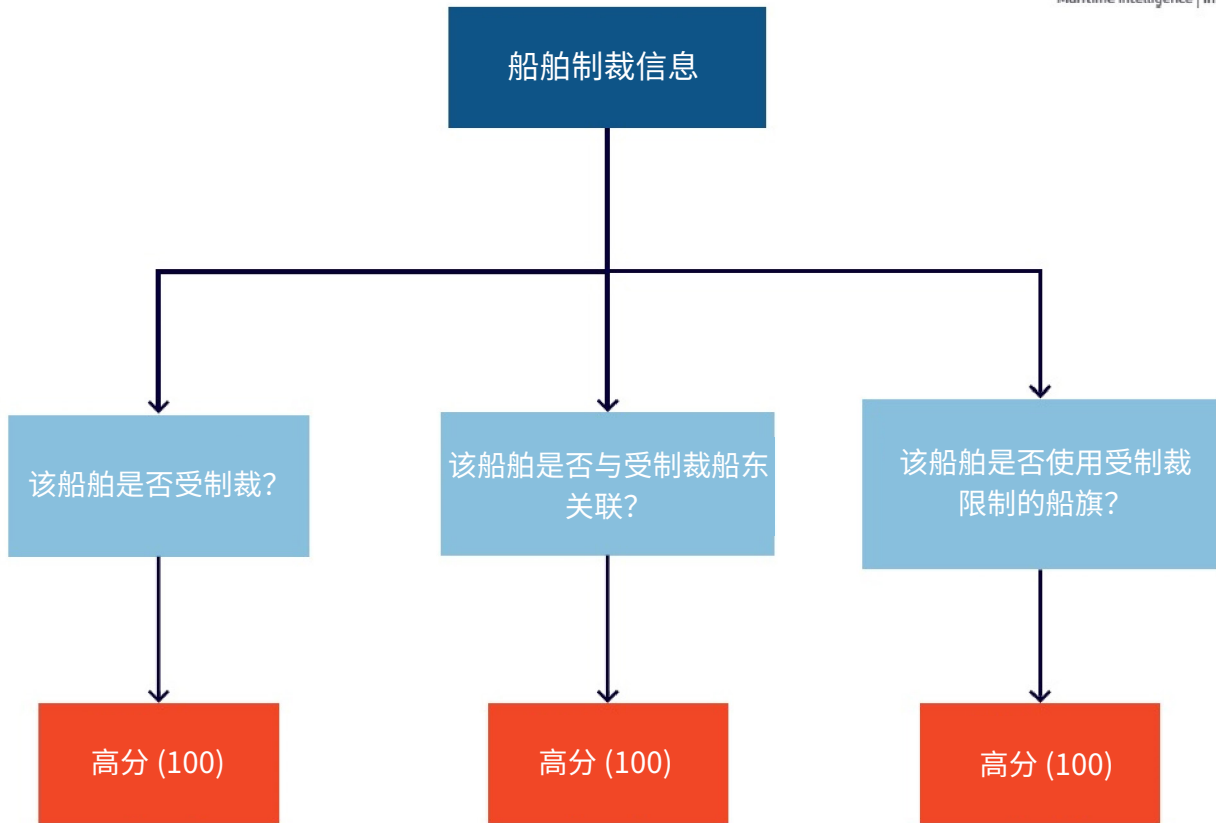 Maritime Intelligence
船舶制裁信息
该船舶是否受制裁?
该船舶是否与受制裁船东
关联?
该船舶是否使用受制裁
限制的船旗?
高分 (100)
高分 (100)
高分 (100)